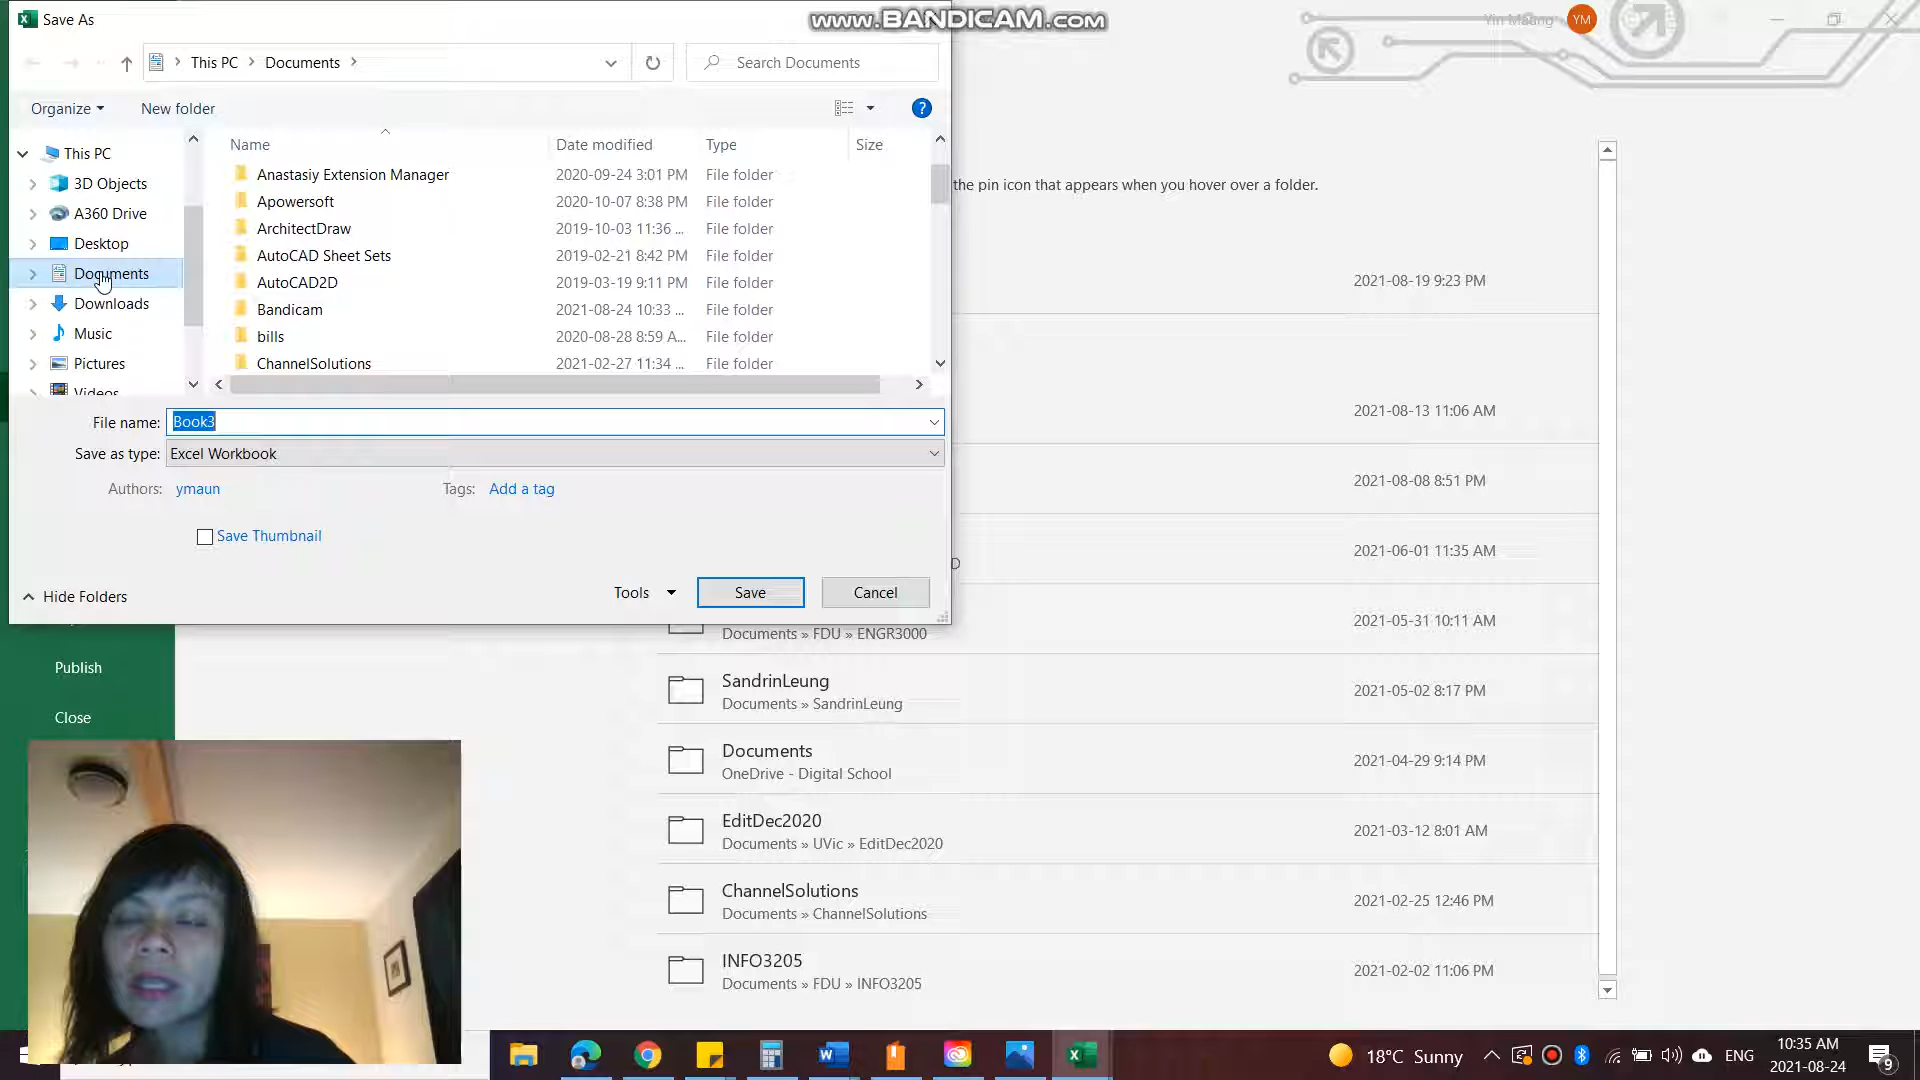 Save As
www.BANDICAM.com
Yin Maung
YM
This PC
Documents
Search Documents
Organize
New folder
This PC
3D Objects
A360 Drive
Desktop
Documents
Downloads
Music
Pictures
Videos
Name Date modified Type Size
Anastasiy Extension Manager 2020-09-24 3:01 PM File folder
Apowersoft 2020-10-07 8:38 PM File folder
ArchitectDraw 2019-10-03 11:36 ... File folder
AutoCAD Sheet Sets 2019-02-21 8:42 PM File folder
AutoCAD2D 2019-03-19 9:11 PM File folder
Bandicam 2021-08-24 10:33 ... File folder
bills 2020-08-28 8:59 A... File folder
ChannelSolutions 2021-02-27 11:34 ... File folder
File name: Book3
Save as type: Excel Workbook
Authors: ymaun Tags: Add a tag
Save Thumbnail
Hide Folders
Tools
Save
Cancel
the pin icon that appears when you hover over a folder.
2021-08-19 9:23 PM
2021-08-13 11:06 AM
2021-08-08 8:51 PM
D 2021-06-01 11:35 AM
2021-05-31 10:11 AM
Documents » FDU » ENGR3000
SandrinLeung
Documents » SandrinLeung
2021-05-02 8:17 PM
Documents
OneDrive - Digital School
2021-04-29 9:14 PM
EditDec2020
Documents » UVic » EditDec2020
2021-03-12 8:01 AM
ChannelSolutions
Documents » ChannelSolutions
2021-02-25 12:46 PM
INFO3205
Documents » FDU » INFO3205
2021-02-02 11:06 PM
Publish
Close
18°C Sunny
ENG
10:35 AM
2021-08-24
9